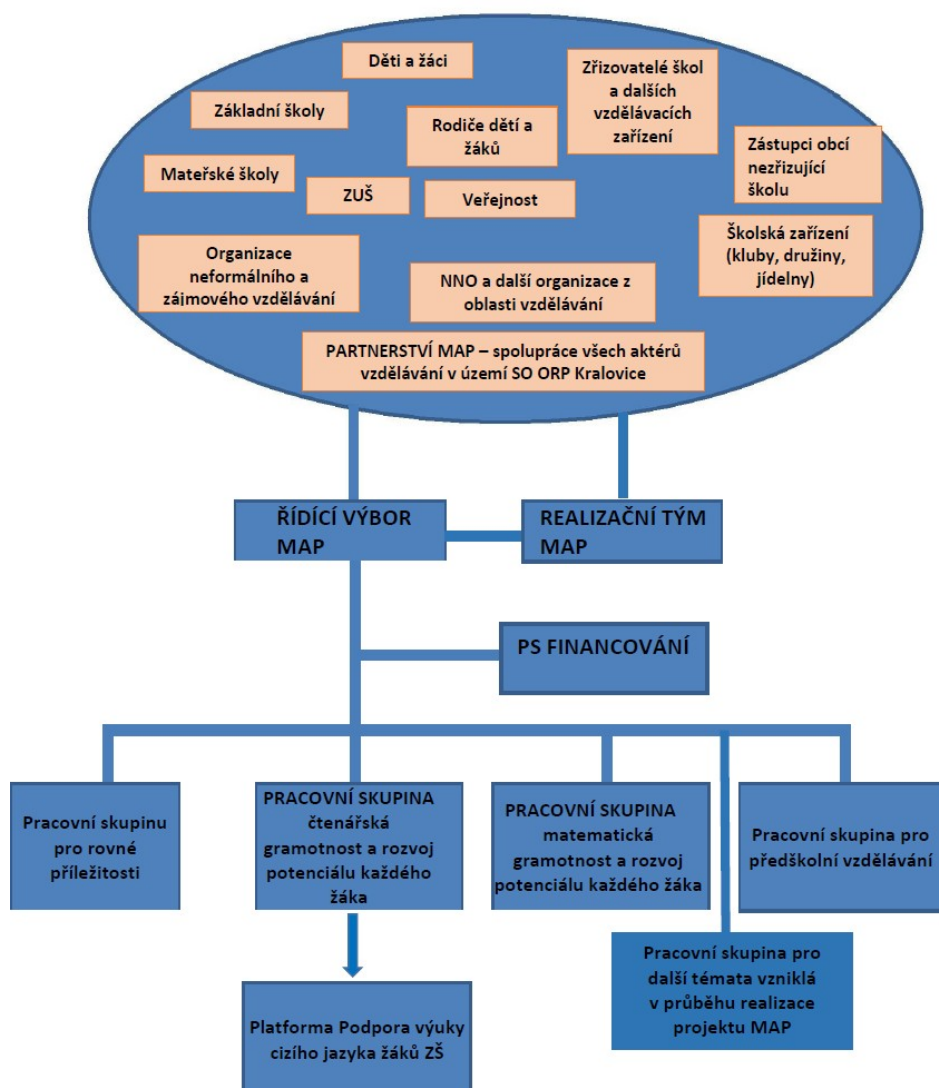 Děti a žáci
Zřizovatelé škol
a dalších
vzdělávacích
zařízení
Základní školy
Rodiče dětí a
žáků
Zástupci obcí
nezřizující
školu
Mateřské školy
ZUŠ
Veřejnost
Školská zařízení
(kluby, družiny,
jídelny)
Organizace
neformálního a
zájmového vzdělávání
NNO a další organizace z
oblasti vzdělávání
PARTNERSTVÍ MAP – spolupráce všech aktérů
vzdělávání v území SO ORP Kralovice
ŘÍDÍCÍ VÝBOR
MAP
REALIZAČNÍ TÝM
MAP
PS FINANCOVÁNÍ
Pracovní skupinu
pro rovné
příležitosti
PRACOVNÍ SKUPINA
čtenářská
gramotnost a rozvoj
potenciálu každého
žáka
PRACOVNÍ SKUPINA
matematická
gramotnost a rozvoj
potenciálu každého žáka
Pracovní skupina pro
předškolní vzdělávání
Pracovní skupina pro
další témata vzniklá
v průběhu realizace
projektu MAP
Platforma Podpora výuky
cizího jazyka žáků ZŠ